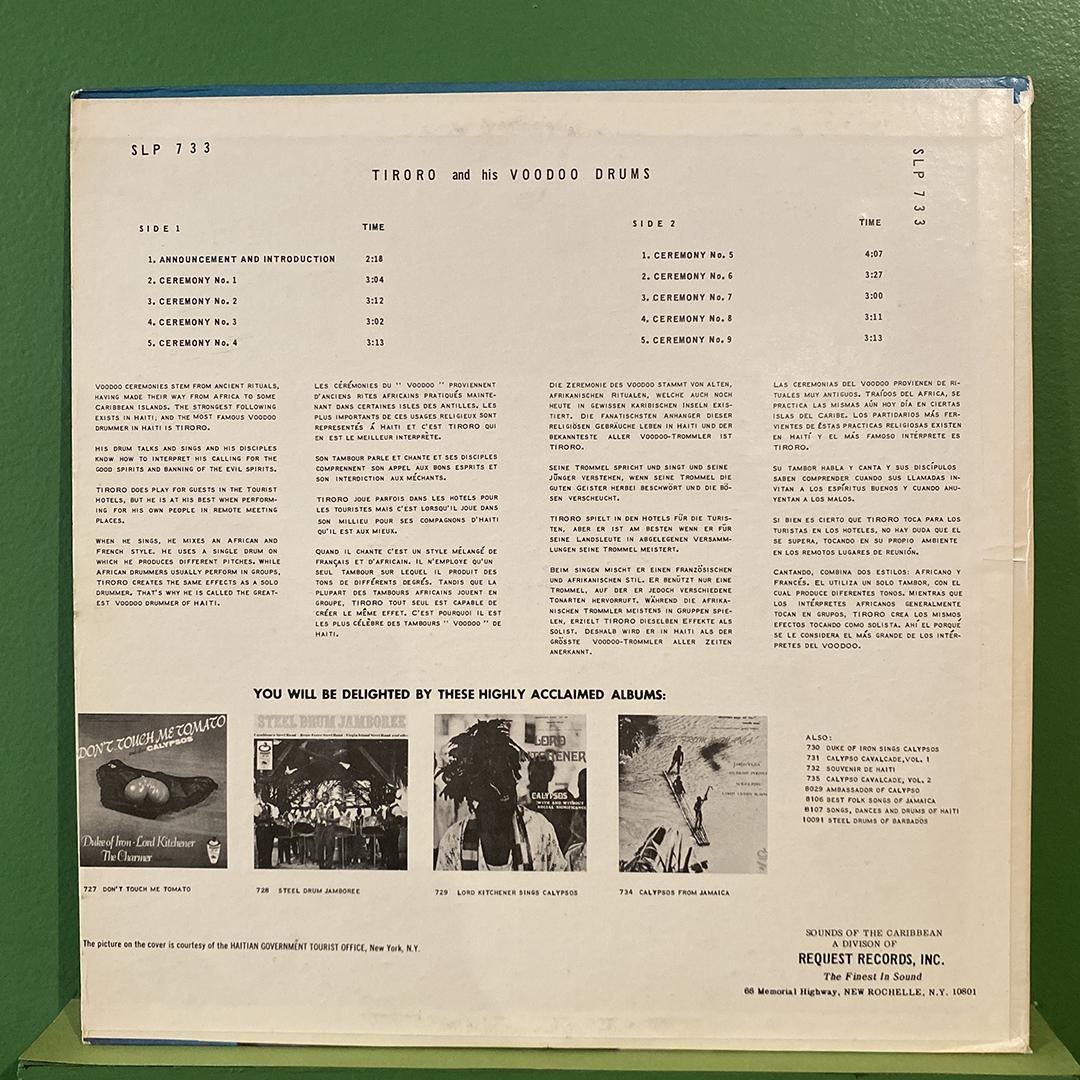 SLP 733
SLP 733
TIRORO and his VOODOO DRUMS
SIDE 1 TIME
1. ANNOUNCEMENT AND INTRODUCTION 2:18
2. CEREMONY No. 1 3:04
3. CEREMONY No. 2 3:12
4. CEREMONY No. 3 3:02
5. CEREMONY No. 4 3:13
SIDE 2 TIME
1. CEREMONY No. 5 4:07
2. CEREMONY No. 6 3:27
3. CEREMONY No. 7 3:00
4. CEREMONY No. 8 3:11
5. CEREMONY No. 9 3:13
VOODOO CEREMONIES STEM FROM ANCIENT RITUALS,
HAVING MADE THEIR WAY FROM AFRICA TO SOME
CARIBBEAN ISLANDS. THE STRONGEST FOLLOWING
EXISTS IN HAITI; AND THE MOST FAMOUS VOODOO
DRUMMER IN HAITI IS TIRORO.
HIS DRUM TALKS AND SINGS AND HIS DISCIPLES
KNOW HOW TO INTERPRET HIS CALLING FOR THE
GOOD SPIRITS AND BANNING OF THE EVIL SPIRITS.
TIRORO DOES PLAY FOR GUESTS IN THE TOURIST
HOTELS, BUT HE IS AT HIS BEST WHEN PERFORM-
ING FOR HIS OWN PEOPLE IN REMOTE MEETING
PLACES.
WHEN HE SINGS, HE MIXES AN AFRICAN AND
FRENCH STYLE. HE USES A SINGLE DRUM ON
WHICH HE PRODUCES DIFFERENT PITCHES. WHILE
AFRICAN DRUMMERS USUALLY PERFORM IN GROUPS,
TIRORO CREATES THE SAME EFFECTS AS A SOLO
DRUMMER. THAT'S WHY HE IS CALLED THE GREAT-
EST VOODOO DRUMMER OF HAITI.
LES CÉRÉMONIES DU " VOODOO " PROVIENNENT
D'ANCIENS RITES AFRICAINS PRATIQUÉS MAINTE-
NANT DANS CERTAINES ISLES DES ANTILLES. LES
PLUS IMPORTANTS DE CES USAGES RELIGIEUX SONT
REPRESENTÉS Á HAITI ET C'EST TIRORO QUI
EN EST LE MEILLEUR INTERPRÈTE.
SON TAMBOUR PARLE ET CHANTE ET SES DISCIPLES
COMPRENNENT SON APPEL AUX BONS ESPRITS ET
SON INTERDICTION AUX MÉCHANTS.
TIRORO JOUE PARFOIS DANS LES HOTELS POUR
LES TOURISTES MAIS C'EST LORSQU'IL JOUE DANS
SON MILLIEU POUR SES COMPAGNONS D'HAITI
QU'IL EST AUX MIEUX.
QUAND IL CHANTE C'EST UN STYLE MÉLANGÉ DE
FRANÇAIS ET D'AFRICAIN. IL N'EMPLOYE QU'UN
SEUL TAMBOUR SUR LEQUEL IL PRODUIT DES
TONS DE DIFFÉRENTS DEGRÉS. TANDIS QUE LA
PLUPART DES TAMBOURS AFRICAINS JOUENT EN
GROUPE, TIRORO TOUT SEUL EST CAPABLE DE
CRÉER LE MÊME EFFET. C'EST POURQUOI IL EST
LES PLUS CÉLÈBRE DES TAMBOURS " VOODOO " DE
HAITI.
DIE ZEREMONIE DES VOODOO STAMMT VON ALTEN,
AFRIKANISCHEN RITUALEN, WELCHE AUCH NOCH
HEUTE IN GEWISSEN KARIBISCHEN INSELN EXIS-
TIERT. DIE FANATISCHSTEN ANHANGER DIESER
RELIGIÖSEN GEBRÄUCHE LEBEN IN HAITI UND DER
BEKANNTESTE ALLER VOODOO-TROMMLER IST
TIRORO.
SEINE TROMMEL SPRICHT UND SINGT UND SEINE
JÜNGER VERSTEHEN, WENN SEINE TROMMEL DIE
GUTEN GEISTER HERBEI BESCHWÖRT UND DIE BÖ-
SEN VERSCHEUCHT.
TIRORO SPIELT IN DEN HOTELS FÜR DIE TURIS-
TEN, ABER ER IST AM BESTEN WENN ER FÜR
SEINE LANDSLEUTE IN ABGELEGENEN VERSAMM-
LUNGEN SEINE TROMMEL MEISTERT.
BEIM SINGEN MISCHT ER EINEN FRANZÖSISCHEN
UND AFRIKANISCHEN STIL. ER BENÜTZT NUR EINE
TROMMEL, AUF DER ER JEDOCH VERSCHIEDENE
TONARTEN HERVORRUFT. WÄHREND DIE AFRIKA-
NISCHEN TROMMLER MEISTENS IN GRUPPEN SPIE-
LEN, ERZIELT TIRORO DIESELBEN EFFEKTE ALS
SOLIST. DESHALB WIRD ER IN HAITI ALS DER
GRÖSSTE VOODOO-TROMMLER ALLER ZEITEN
ANERKANNT.
LAS CEREMONIAS DEL VOODOO PROVIENEN DE RI-
TUALES MUY ANTIGUOS. TRAÍDOS DEL AFRICA, SE
PRACTICA LAS MISMAS AÚN HOY DÍA EN CIERTAS
ISLAS DEL CARIBE. LOS PARTIDARIOS MÁS FER-
VIENTES DE ÉSTAS PRACTICAS RELIGIOSAS EXISTEN
EN HAITÍ Y EL MÁS FAMOSO INTÉRPRETE ES
TIRORO.
SU TAMBOR HABLA Y CANTA Y SUS DISCÍPULOS
SABEN COMPRENDER CUANDO SUS LLAMADAS IN-
VITAN A LOS ESPÍRITUS BUENOS Y CUANDO AHU-
YENTAN A LOS MALOS.
SI BIEN ES CIERTO QUE TIRORO TOCA PARA LOS
TURISTAS EN LOS HOTELES, NO HAY DUDA QUE EL
SE SUPERA, TOCANDO EN SU PROPIO AMBIENTE
EN LOS REMOTOS LUGARES DE REUNIÓN.
CANTANDO, COMBINA DOS ESTILOS: AFRICANO Y
FRANCÉS. EL UTILIZA UN SOLO TAMBOR, CON EL
CUAL PRODUCE DIFERENTES TONOS. MIENTRAS QUE
LOS INTÉRPRETES AFRICANOS GENERALMENTE
TOCAN EN GRUPOS, TIRORO CREA LOS MISMOS
EFECTOS TOCANDO COMO SOLISTA. AHÍ EL PORQUÉ
SE LE CONSIDERA EL MÁS GRANDE DE LOS INTÉR-
PRETES DEL VOODOO.
YOU WILL BE DELIGHTED BY THESE HIGHLY ACCLAIMED ALBUMS:
DON'T TOUCH ME TOMATO
CALYPSOS
Duke of Iron - Lord Kitchener
The Charmer
STEEL DRUM JAMBOREE
LORD
KITCHENER
CALYPSOS
WITH AND WITHOUT
SOCIAL SIGNIFICANCE
727 DON'T TOUCH ME TOMATO
728 STEEL DRUM JAMBOREE
729 LORD KITCHENER SINGS CALYPSOS
734 CALYPSOS FROM JAMAICA
ALSO:
730 DUKE OF IRON SINGS CALYPSOS
731 CALYPSO CAVALCADE, VOL. 1
732 SOUVENIR DE HAITI
735 CALYPSO CAVALCADE, VOL. 2
8029 AMBASSADOR OF CALYPSO
8106 BEST FOLK SONGS OF JAMAICA
8107 SONGS, DANCES AND DRUMS OF HAITI
10091 STEEL DRUMS OF BARBADOS
The picture on the cover is courtesy of the HAITIAN GOVERNMENT TOURIST OFFICE, New York, N.Y.
SOUNDS OF THE CARIBBEAN
A DIVISON OF
REQUEST RECORDS, INC.
The Finest In Sound
66 Memorial Highway, NEW ROCHELLE, N.Y. 10801